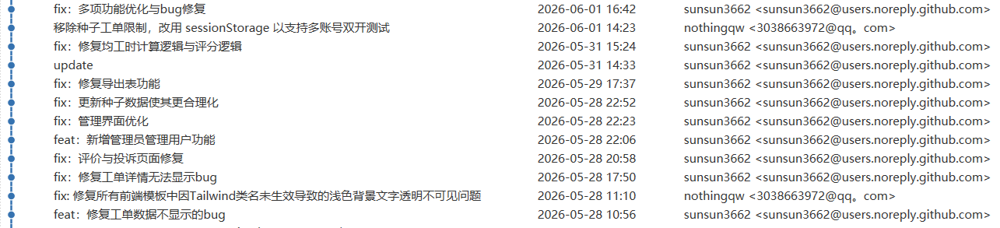 fix：多项功能优化与bug修复 2026-06-01 16:42 sunsun3662 <sunsun3662@users.noreply.github.com>
移除种子工单限制，改用 sessionStorage 以支持多账号双开测试 2026-06-01 14:23 nothingqw <3038663972@qq。com>
fix：修复均工时计算逻辑与评分逻辑 2026-05-31 15:24 sunsun3662 <sunsun3662@users.noreply.github.com>
update 2026-05-31 14:33 sunsun3662 <sunsun3662@users.noreply.github.com>
fix：修复导出表功能 2026-05-29 17:37 sunsun3662 <sunsun3662@users.noreply.github.com>
fix：更新种子数据使其更合理化 2026-05-28 22:52 sunsun3662 <sunsun3662@users.noreply.github.com>
fix：管理界面优化 2026-05-28 22:23 sunsun3662 <sunsun3662@users.noreply.github.com>
feat：新增管理员管理用户功能 2026-05-28 22:06 sunsun3662 <sunsun3662@users.noreply.github.com>
fix：评价与投诉页面修复 2026-05-28 20:58 sunsun3662 <sunsun3662@users.noreply.github.com>
fix：修复工单详情无法显示bug 2026-05-28 17:50 sunsun3662 <sunsun3662@users.noreply.github.com>
fix: 修复所有前端模板中因Tailwind类名未生效导致的浅色背景文字透明不可见问题 2026-05-28 11:10 nothingqw <3038663972@qq。com>
feat：修复工单数据不显示的bug 2026-05-28 10:56 sunsun3662 <sunsun3662@users.noreply.github.com>